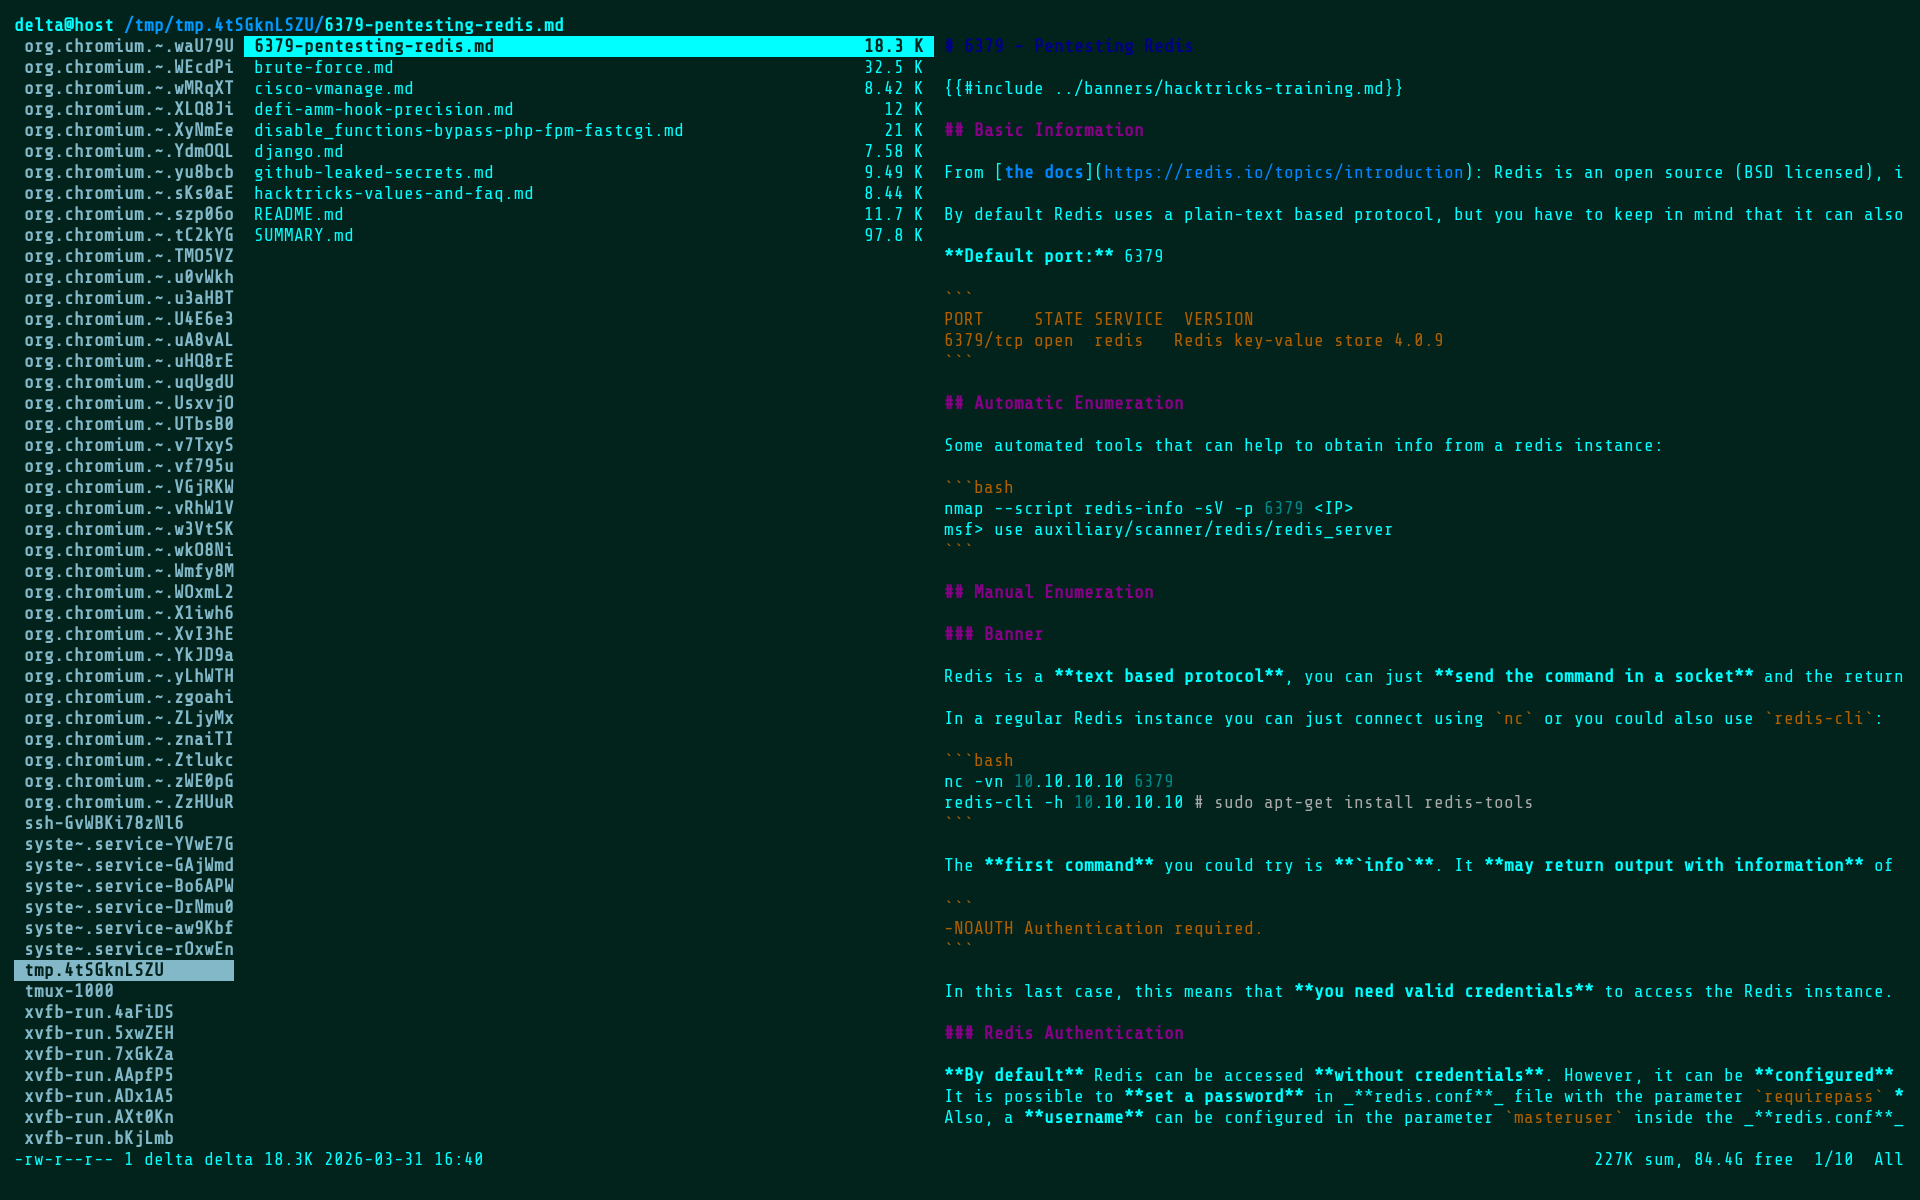 delta@host /tmp/tmp.4tSGknLSZU/6379-pentesting-redis.md
org.chromium.~.waU79U
org.chromium.~.WEcdPi
org.chromium.~.wMRqXT
org.chromium.~.XLQ8Ji
org.chromium.~.XyNmEe
org.chromium.~.YdmOQL
org.chromium.~.yu8bcb
org.chromium.~.sKs0aE
org.chromium.~.szp06o
org.chromium.~.tC2kYG
org.chromium.~.TMO5VZ
org.chromium.~.u0vWkh
org.chromium.~.u3aHBT
org.chromium.~.U4E6e3
org.chromium.~.uA8vAL
org.chromium.~.uHQ8rE
org.chromium.~.uqUgdU
org.chromium.~.UsxvjO
org.chromium.~.UTbsB0
org.chromium.~.v7TxyS
org.chromium.~.vf795u
org.chromium.~.VGjRKW
org.chromium.~.vRhW1V
org.chromium.~.w3VtSK
org.chromium.~.wkO8Ni
org.chromium.~.Wmfy8M
org.chromium.~.WOxmL2
org.chromium.~.X1iwh6
org.chromium.~.XvI3hE
org.chromium.~.YkJD9a
org.chromium.~.yLhWTH
org.chromium.~.zgoahi
org.chromium.~.ZLjyMx
org.chromium.~.znaiTI
org.chromium.~.Ztlukc
org.chromium.~.zWE0pG
org.chromium.~.ZzHUuR
ssh-GvWBKi78zNl6
syste~.service-YVwE7G
syste~.service-GAjWmd
syste~.service-Bo6APW
syste~.service-DrNmu0
syste~.service-aw9Kbf
syste~.service-rOxwEn
tmp.4tSGknLSZU
tmux-1000
xvfb-run.4aFiDS
xvfb-run.5xwZEH
xvfb-run.7xGkZa
xvfb-run.AApfP5
xvfb-run.ADx1A5
xvfb-run.AXt0Kn
xvfb-run.bKjLmb
6379-pentesting-redis.md 18.3 K
brute-force.md 32.5 K
cisco-vmanage.md 8.42 K
defi-amm-hook-precision.md 12 K
disable_functions-bypass-php-fpm-fastcgi.md 21 K
django.md 7.58 K
github-leaked-secrets.md 9.49 K
hacktricks-values-and-faq.md 8.44 K
README.md 11.7 K
SUMMARY.md 97.8 K
# 6379 - Pentesting Redis
{{#include ../banners/hacktricks-training.md}}
## Basic Information
From [the docs](https://redis.io/topics/introduction): Redis is an open source (BSD licensed), i
By default Redis uses a plain-text based protocol, but you have to keep in mind that it can also
**Default port:** 6379
```
PORT     STATE SERVICE  VERSION
6379/tcp open  redis   Redis key-value store 4.0.9
```
## Automatic Enumeration
Some automated tools that can help to obtain info from a redis instance:
```bash
nmap --script redis-info -sV -p 6379 <IP>
msf> use auxiliary/scanner/redis/redis_server
```
## Manual Enumeration
### Banner
Redis is a **text based protocol**, you can just **send the command in a socket** and the return
In a regular Redis instance you can just connect using `nc` or you could also use `redis-cli`:
```bash
nc -vn 10.10.10.10 6379
redis-cli -h 10.10.10.10 # sudo apt-get install redis-tools
```
The **first command** you could try is **`info`**. It **may return output with information** of
```
-NOAUTH Authentication required.
```
In this last case, this means that **you need valid credentials** to access the Redis instance.
### Redis Authentication
**By default** Redis can be accessed **without credentials**. However, it can be **configured**
It is possible to **set a password** in _**redis.conf**_ file with the parameter `requirepass` *
Also, a **username** can be configured in the parameter `masteruser` inside the _**redis.conf**_
-rw-r--r-- 1 delta delta 18.3K 2026-03-31 16:40
227K sum, 84.4G free  1/10  All